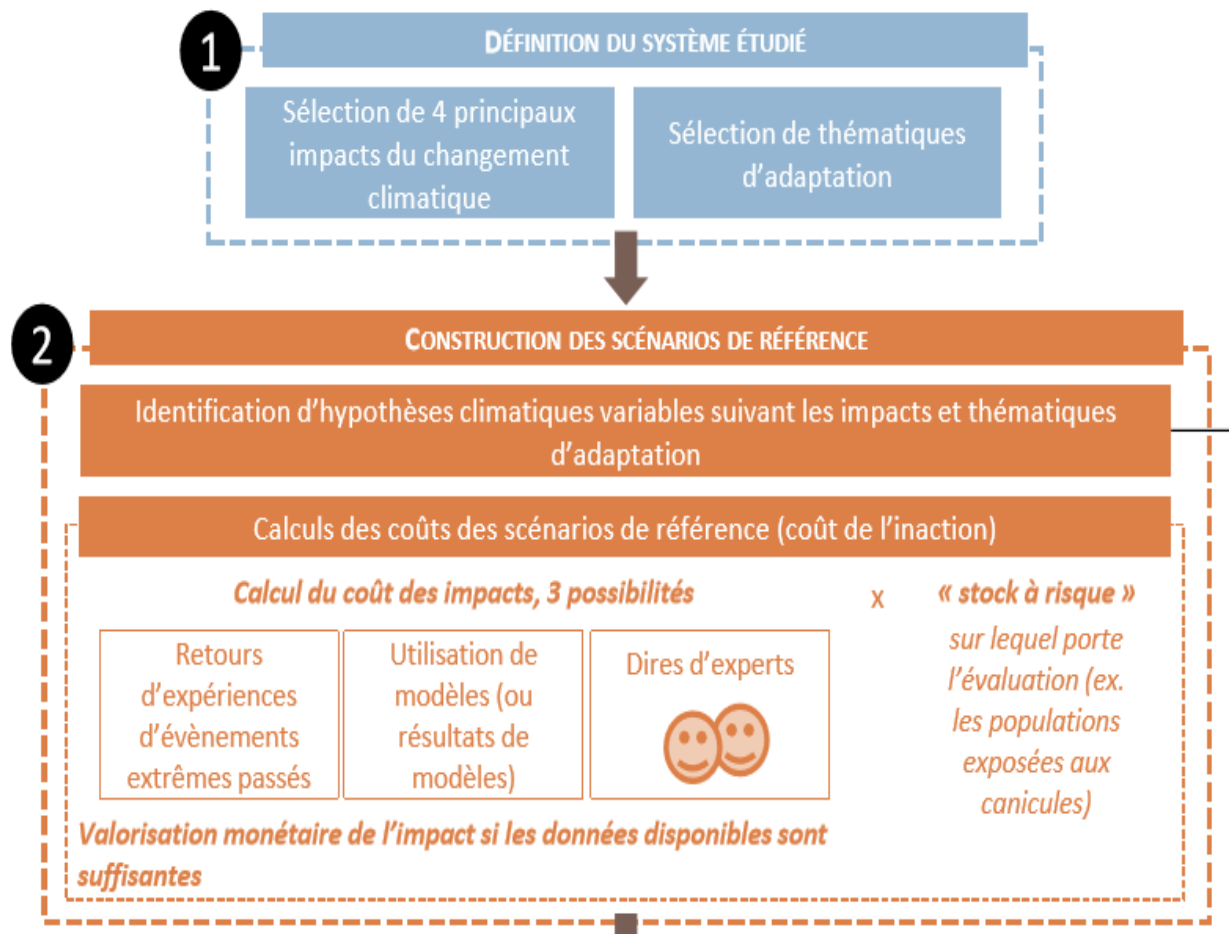 1
DÉFINITION DU SYSTÈME ÉTUDIÉ
Sélection de 4 principaux
impacts du changement
climatique
Sélection de thématiques
d'adaptation
2
CONSTRUCTION DES SCÉNARIOS DE RÉFÉRENCE
Identification d'hypothèses climatiques variables suivant les impacts et thématiques
d'adaptation
Calculs des coûts des scénarios de référence (coût de l'inaction)
Calcul du coût des impacts, 3 possibilités
Retours
d'expériences
d'évènements
extrêmes passés
Utilisation de
modèles (ou
résultats de
modèles)
Dires d'experts
x
« stock à risque »
sur lequel porte
l'évaluation (ex.
les populations
exposées aux
canicules)
Valorisation monétaire de l'impact si les données disponibles sont
suffisantes